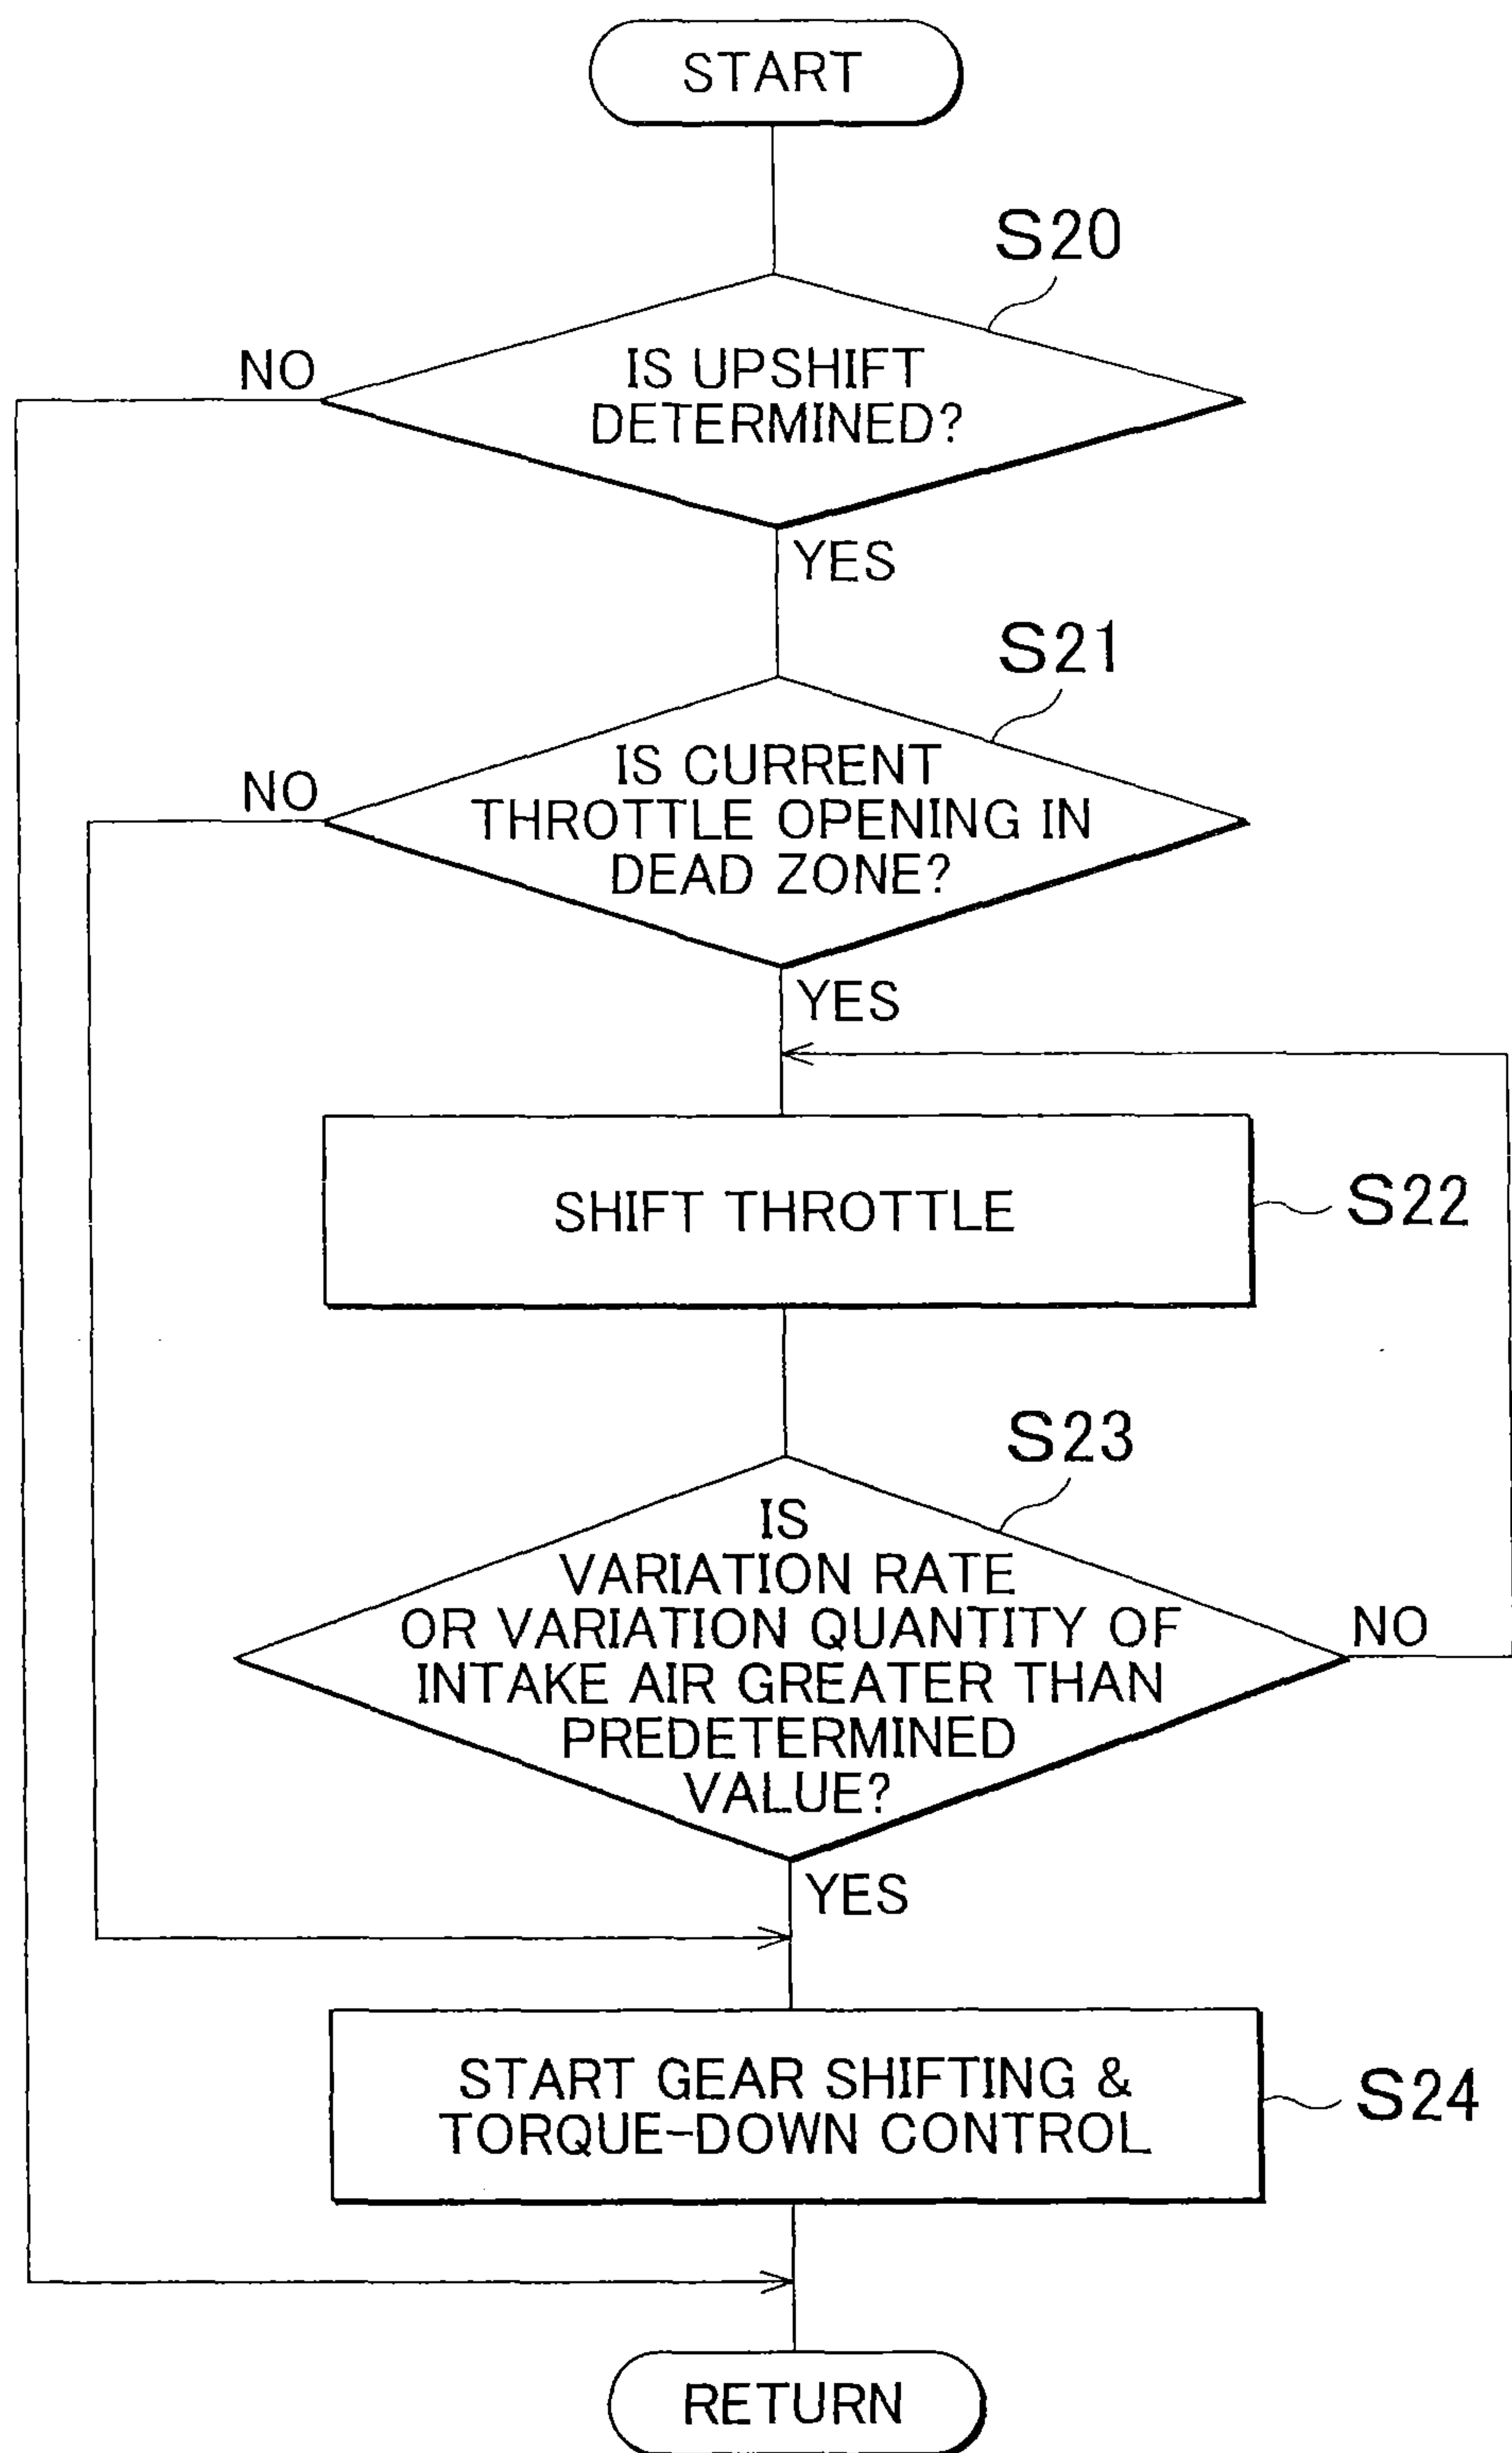 START
S20
NO
IS UPSHIFT
DETERMINED?
YES
S21
NO
IS CURRENT
THROTTLE OPENING IN
DEAD ZONE?
YES
SHIFT THROTTLE
S22
S23
IS
VARIATION RATE
OR VARIATION QUANTITY OF
INTAKE AIR GREATER THAN
PREDETERMINED
VALUE?
NO
YES
START GEAR SHIFTING &
TORQUE-DOWN CONTROL
S24
RETURN